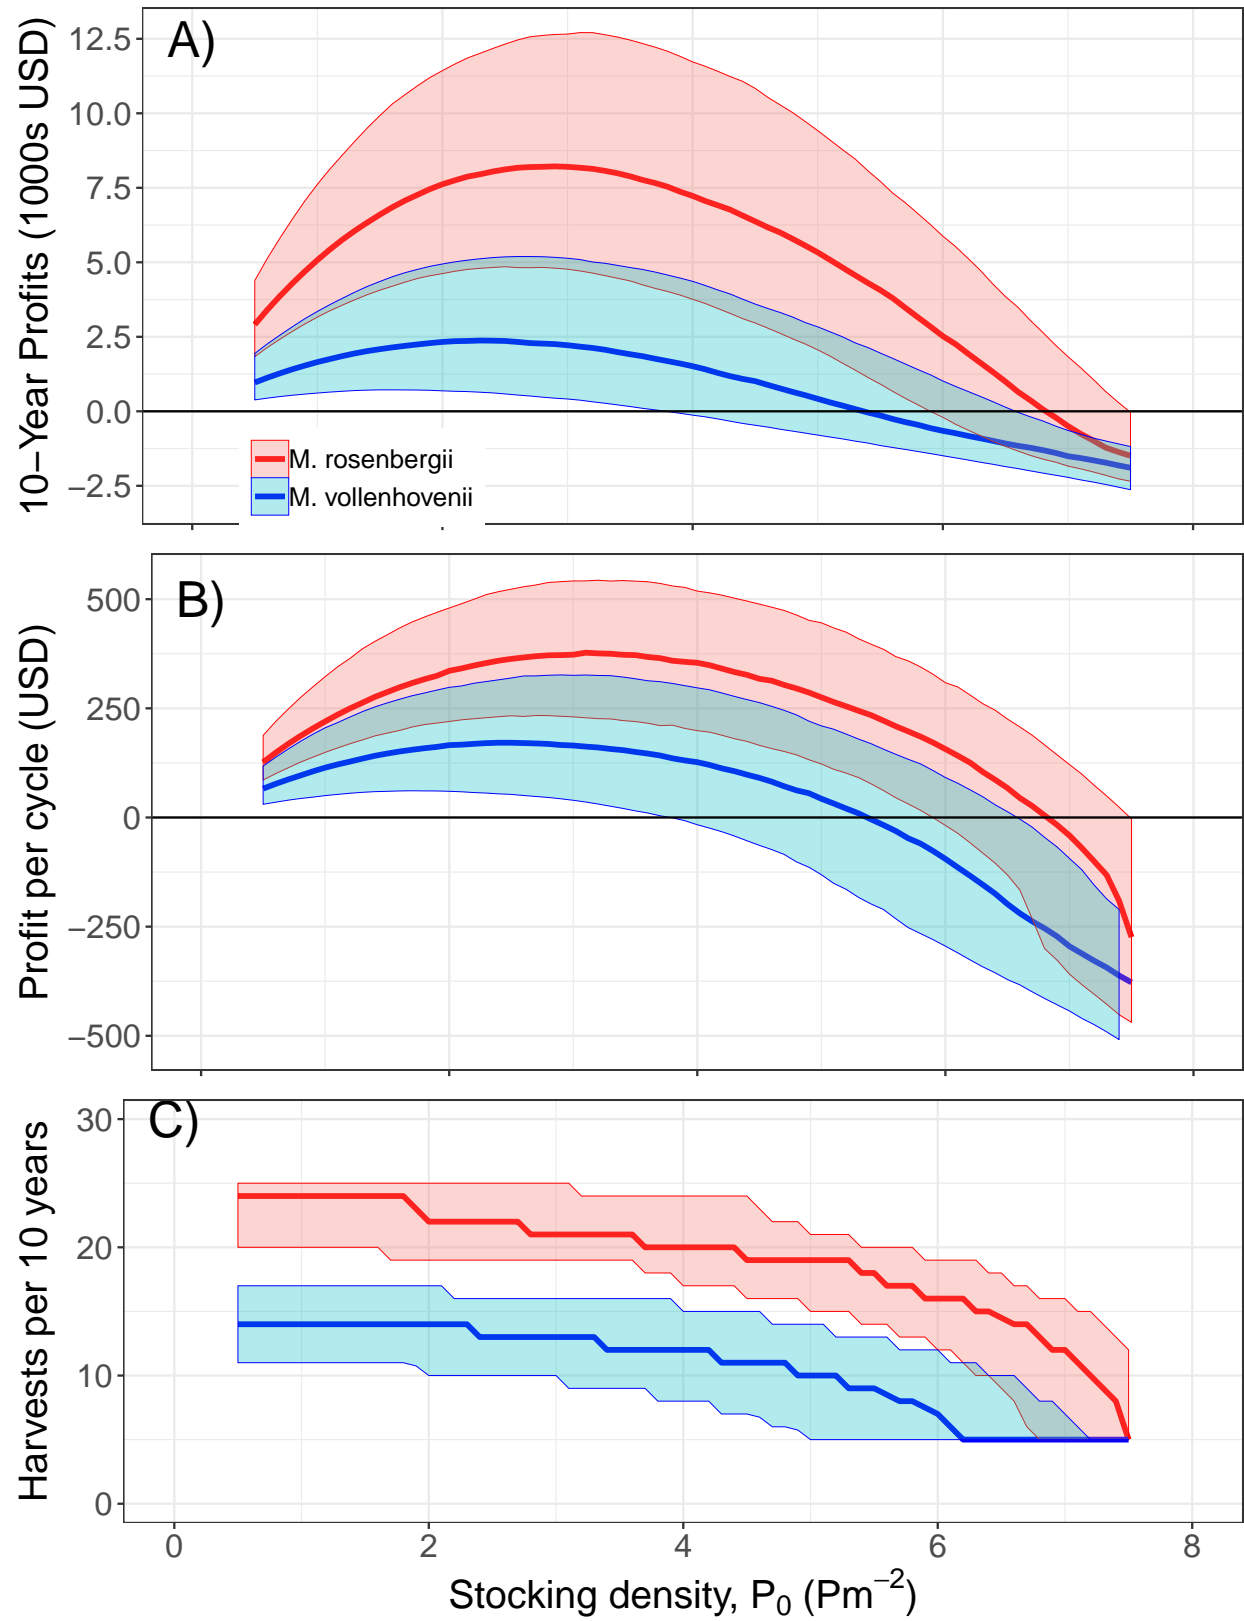 A)
10−Year Profits (1000s USD)
12.5
10.0
7.5
5.0
2.5
0.0
−2.5
M. rosenbergii
M. vollenhovenii
B)
Profit per cycle (USD)
500
250
0
−250
−500
C)
Harvests per 10 years
30
20
10
0
0 2 4 6 8
Stocking density, P₀ (Pm⁻²)